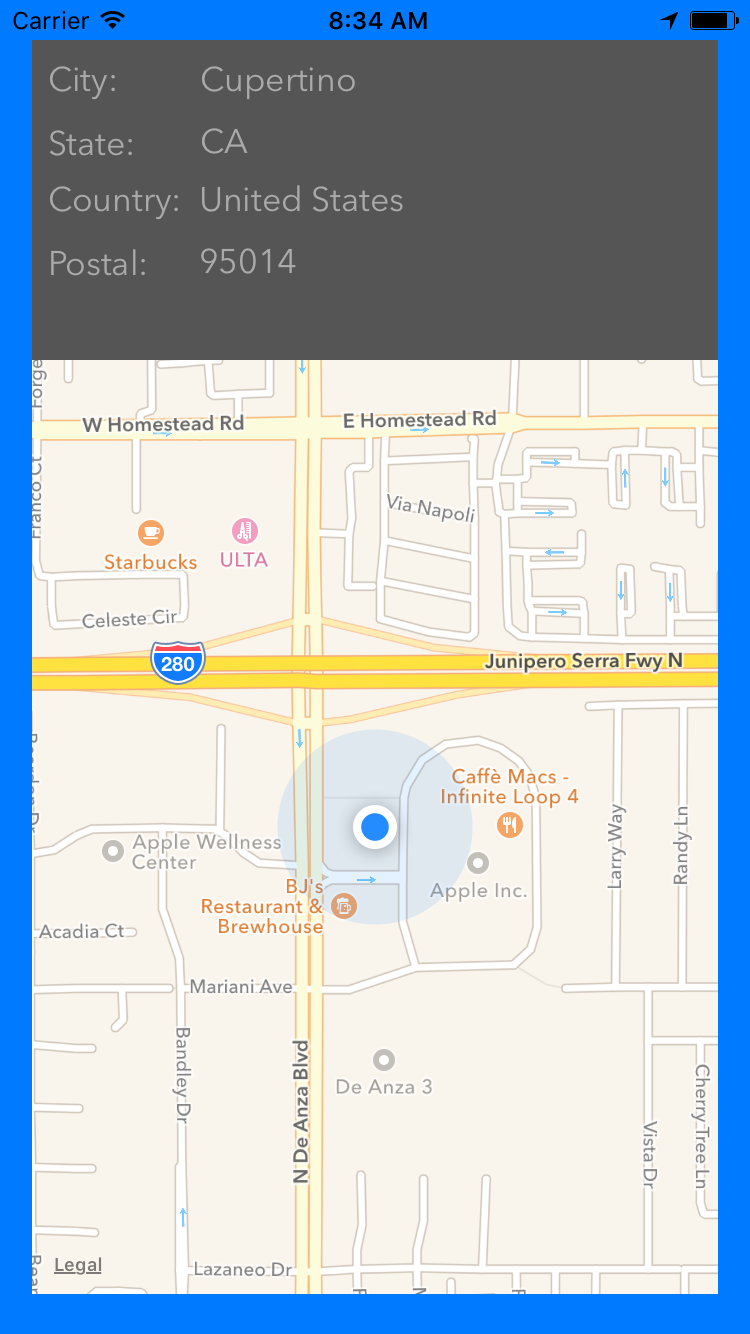 Carrier
8:34 AM
City: Cupertino
State: CA
Country: United States
Postal: 95014
Forge
W Homestead Rd
E Homestead Rd
Franco Ct
Via Napoli
Starbucks
ULTA
Celeste Cir
280
Junipero Serra Fwy N
Caffè Macs -
Infinite Loop 4
Larry Way
Randy Ln
Apple Wellness
Center
Apple Inc.
BJ's
Restaurant &
Brewhouse
Acadia Ct
Mariani Ave
Bandley Dr
N De Anza Blvd
De Anza 3
Cherry Tree Ln
Vista Dr
Legal
Lazaneo Dr